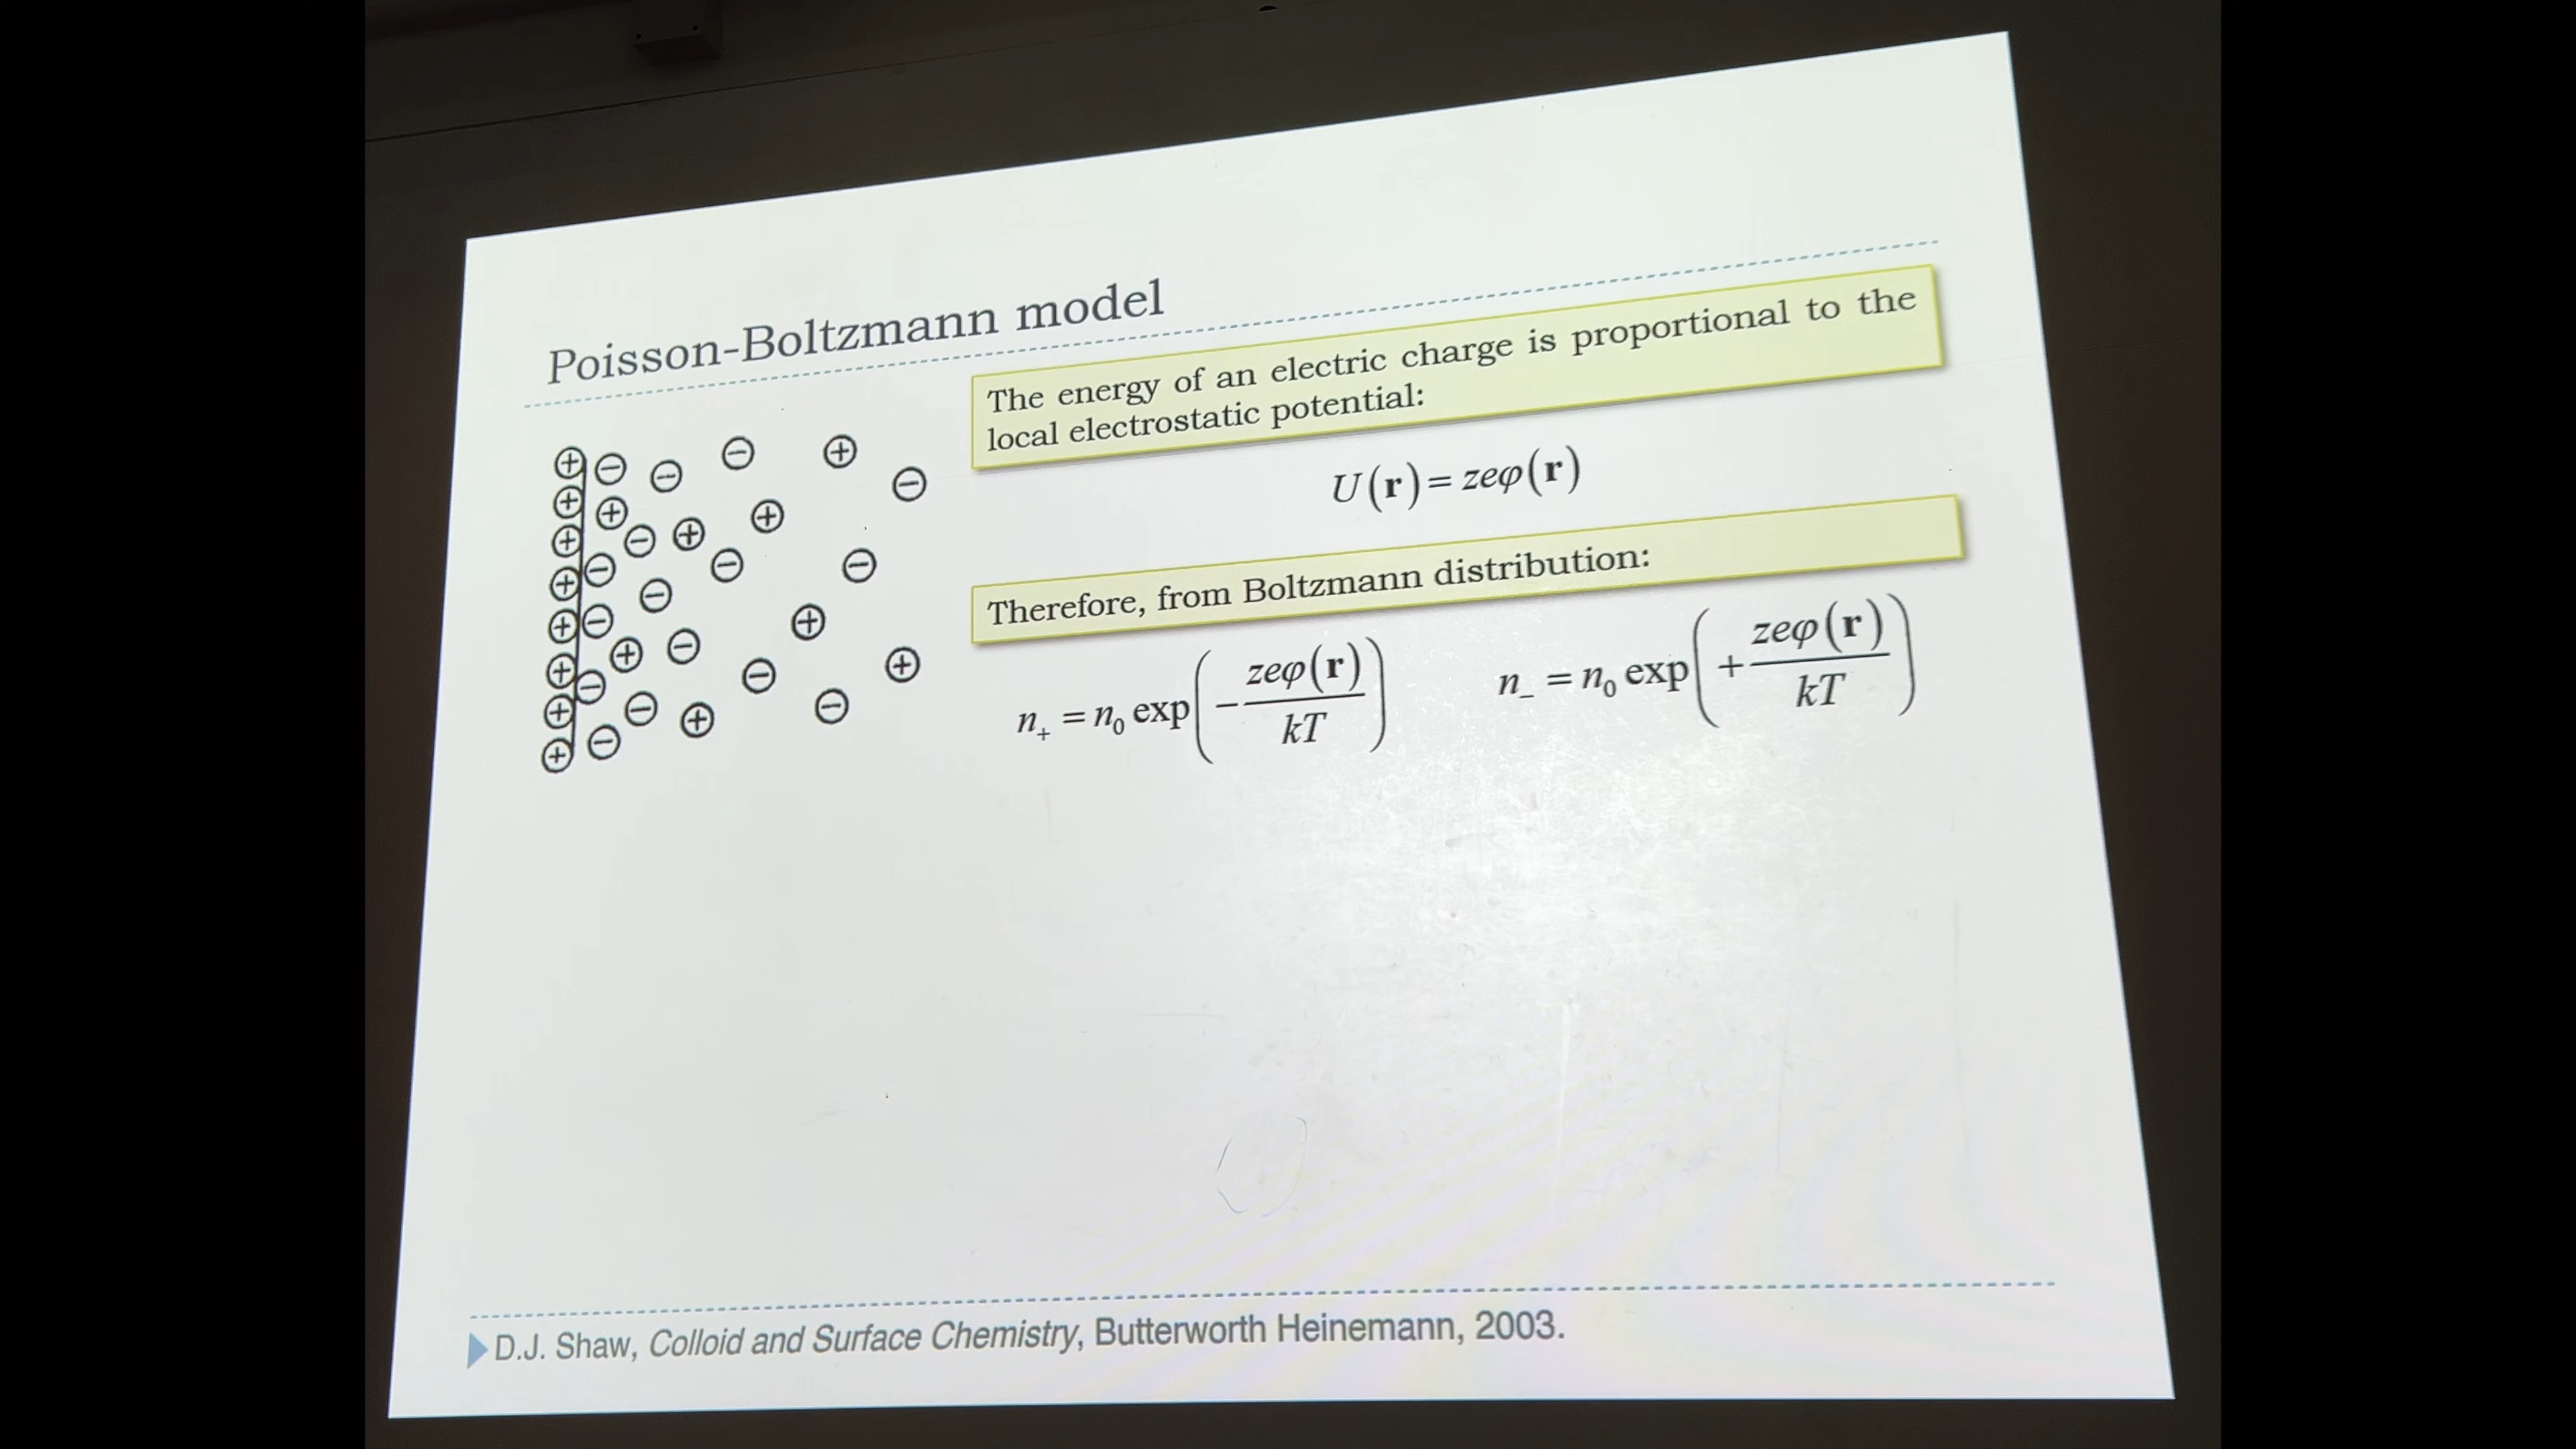 Poisson-Boltzmann model
The energy of an electric charge is proportional to the
local electrostatic potential:
U(r) = zeφ(r)
Therefore, from Boltzmann distribution:
n₊ = n₀ exp(−zeφ(r)/kT) n₋ = n₀ exp(+zeφ(r)/kT)
D.J. Shaw, Colloid and Surface Chemistry, Butterworth Heinemann, 2003.